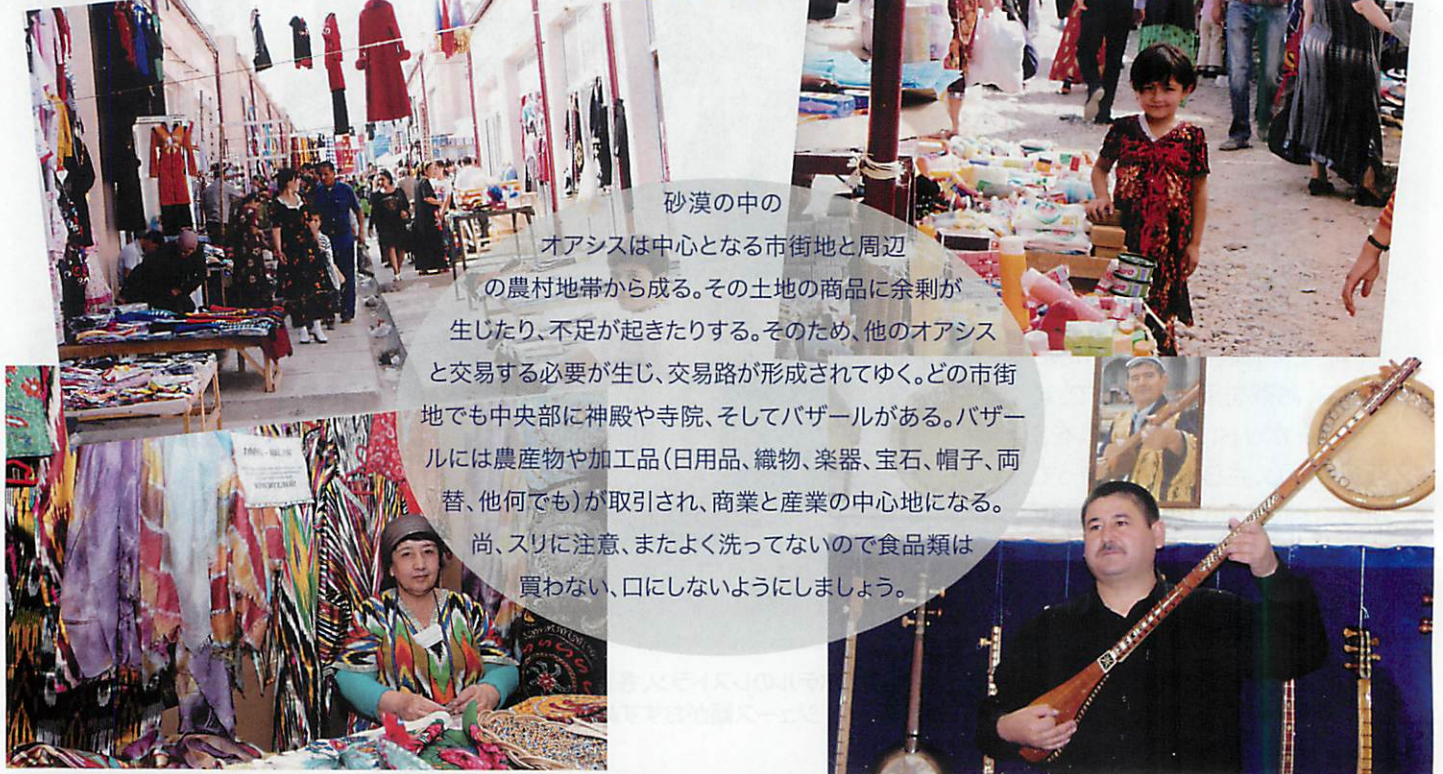 砂漠の中の
オアシスは中心となる市街地と周辺
の農村地帯から成る。その土地の商品に余剰が
生じたり、不足が起きたりする。そのため、他のオアシス
と交易する必要が生じ、交易路が形成されてゆく。どの市街
地でも中央部に神殿や寺院、そしてバザールがある。バザー
ルには農産物や加工品(日用品、織物、楽器、宝石、帽子、両
替、他何でも)が取引され、商業と産業の中心地になる。
尚、スリに注意、またよく洗ってないので食品類は
買わない、口にしないようにしましょう。